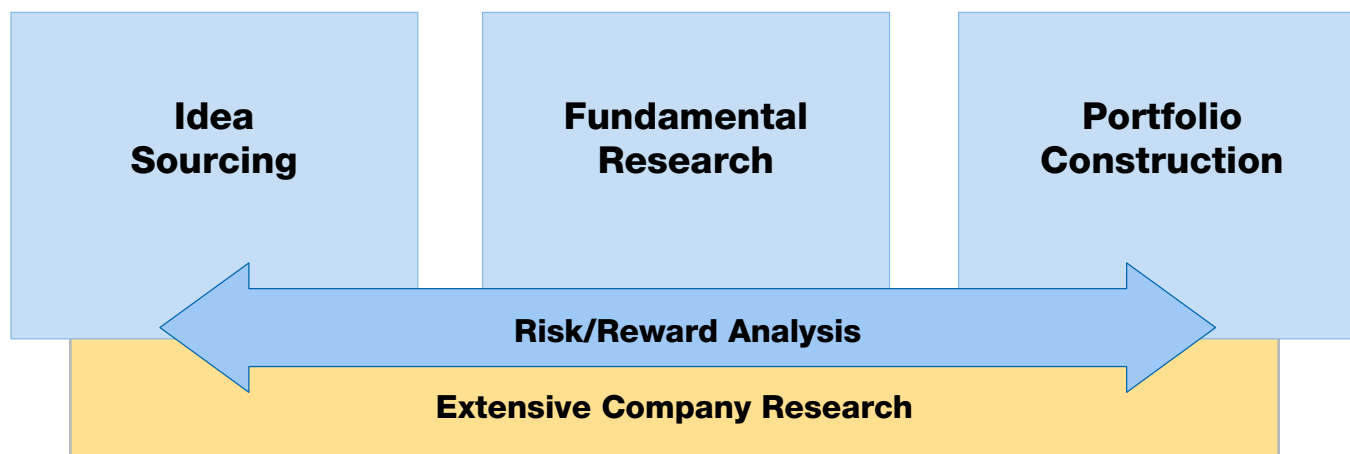 Idea
Sourcing
Fundamental
Research
Portfolio
Construction
Risk/Reward Analysis
Extensive Company Research